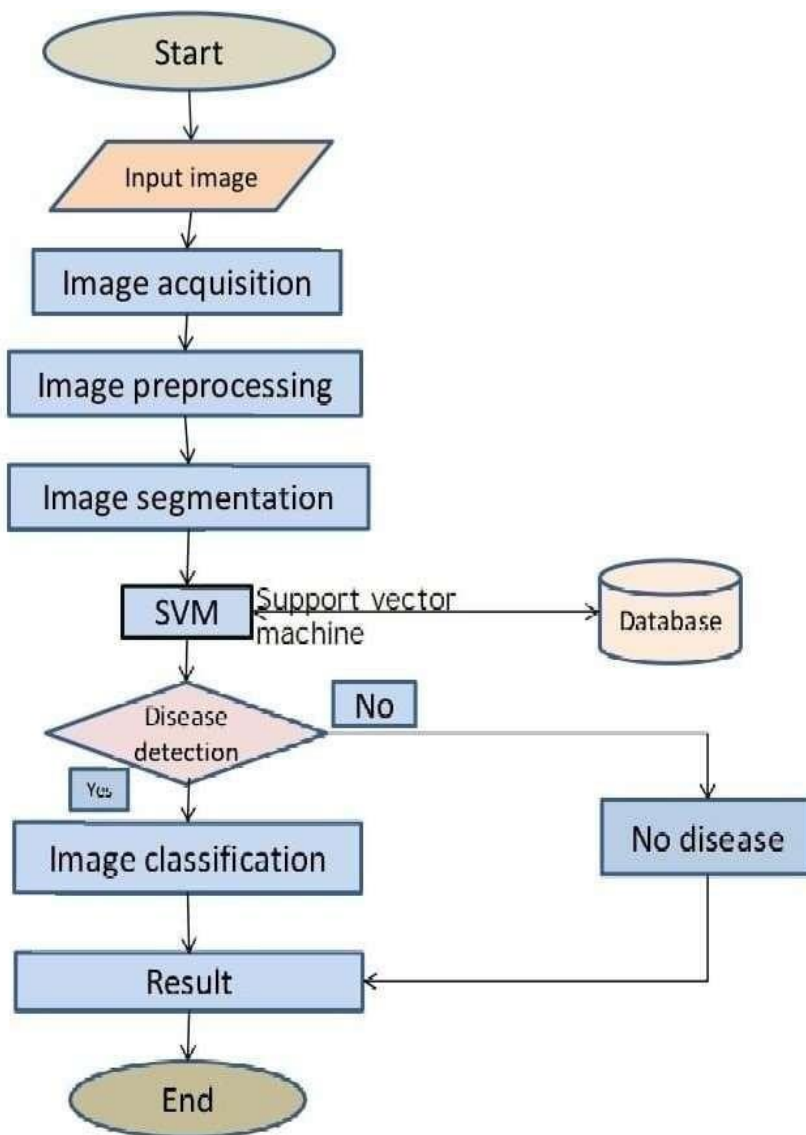 Start
Input image
Image acquisition
Image preprocessing
Image segmentation
SVM
Support vector
machine
Database
Disease
detection
No
Yes
Image classification
No disease
Result
End